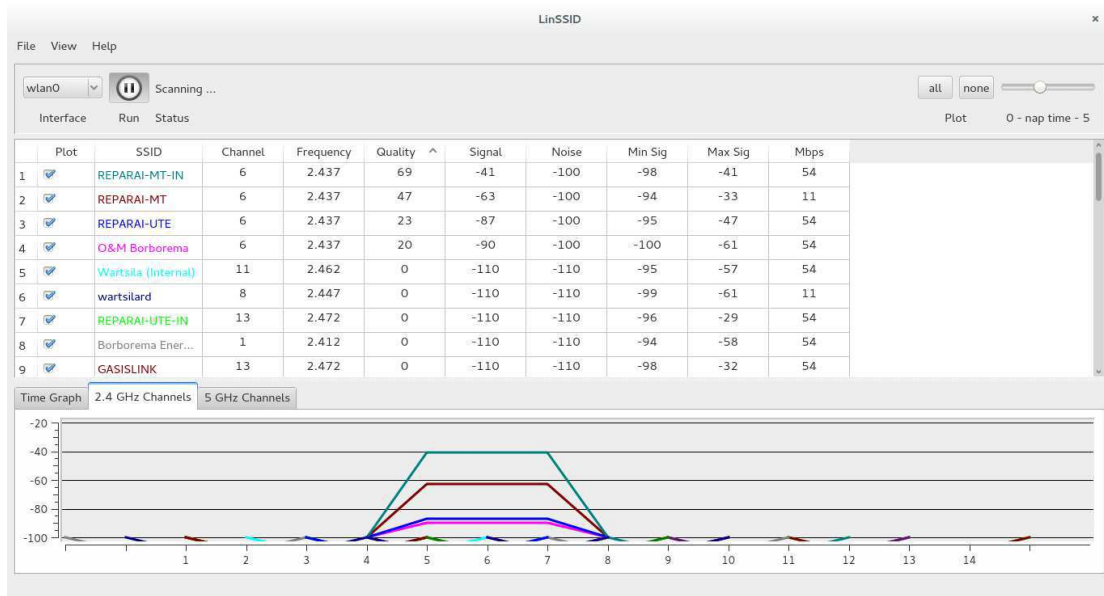 LinSSID ×
File View Help
wlan0 Scanning ... all none
Interface Run Status Plot 0 - nap time - 5
Plot SSID Channel Frequency Quality Signal Noise Min Sig Max Sig Mbps
1 REPARAI-MT-IN 6 2.437 69 -41 -100 -98 -41 54
2 REPARAI-MT 6 2.437 47 -63 -100 -94 -33 11
3 REPARAI-UTE 6 2.437 23 -87 -100 -95 -47 54
4 O&M Borborema 6 2.437 20 -90 -100 -100 -61 54
5 Wartsila (Internal) 11 2.462 0 -110 -110 -95 -57 54
6 wartsilard 8 2.447 0 -110 -110 -99 -61 11
7 REPARAI-UTE-IN 13 2.472 0 -110 -110 -96 -29 54
8 Borborema Ener... 1 2.412 0 -110 -110 -94 -58 54
9 GASISLINK 13 2.472 0 -110 -110 -98 -32 54
Time Graph 2.4 GHz Channels 5 GHz Channels
-20
-40
-60
-80
-100
1 2 3 4 5 6 7 8 9 10 11 12 13 14